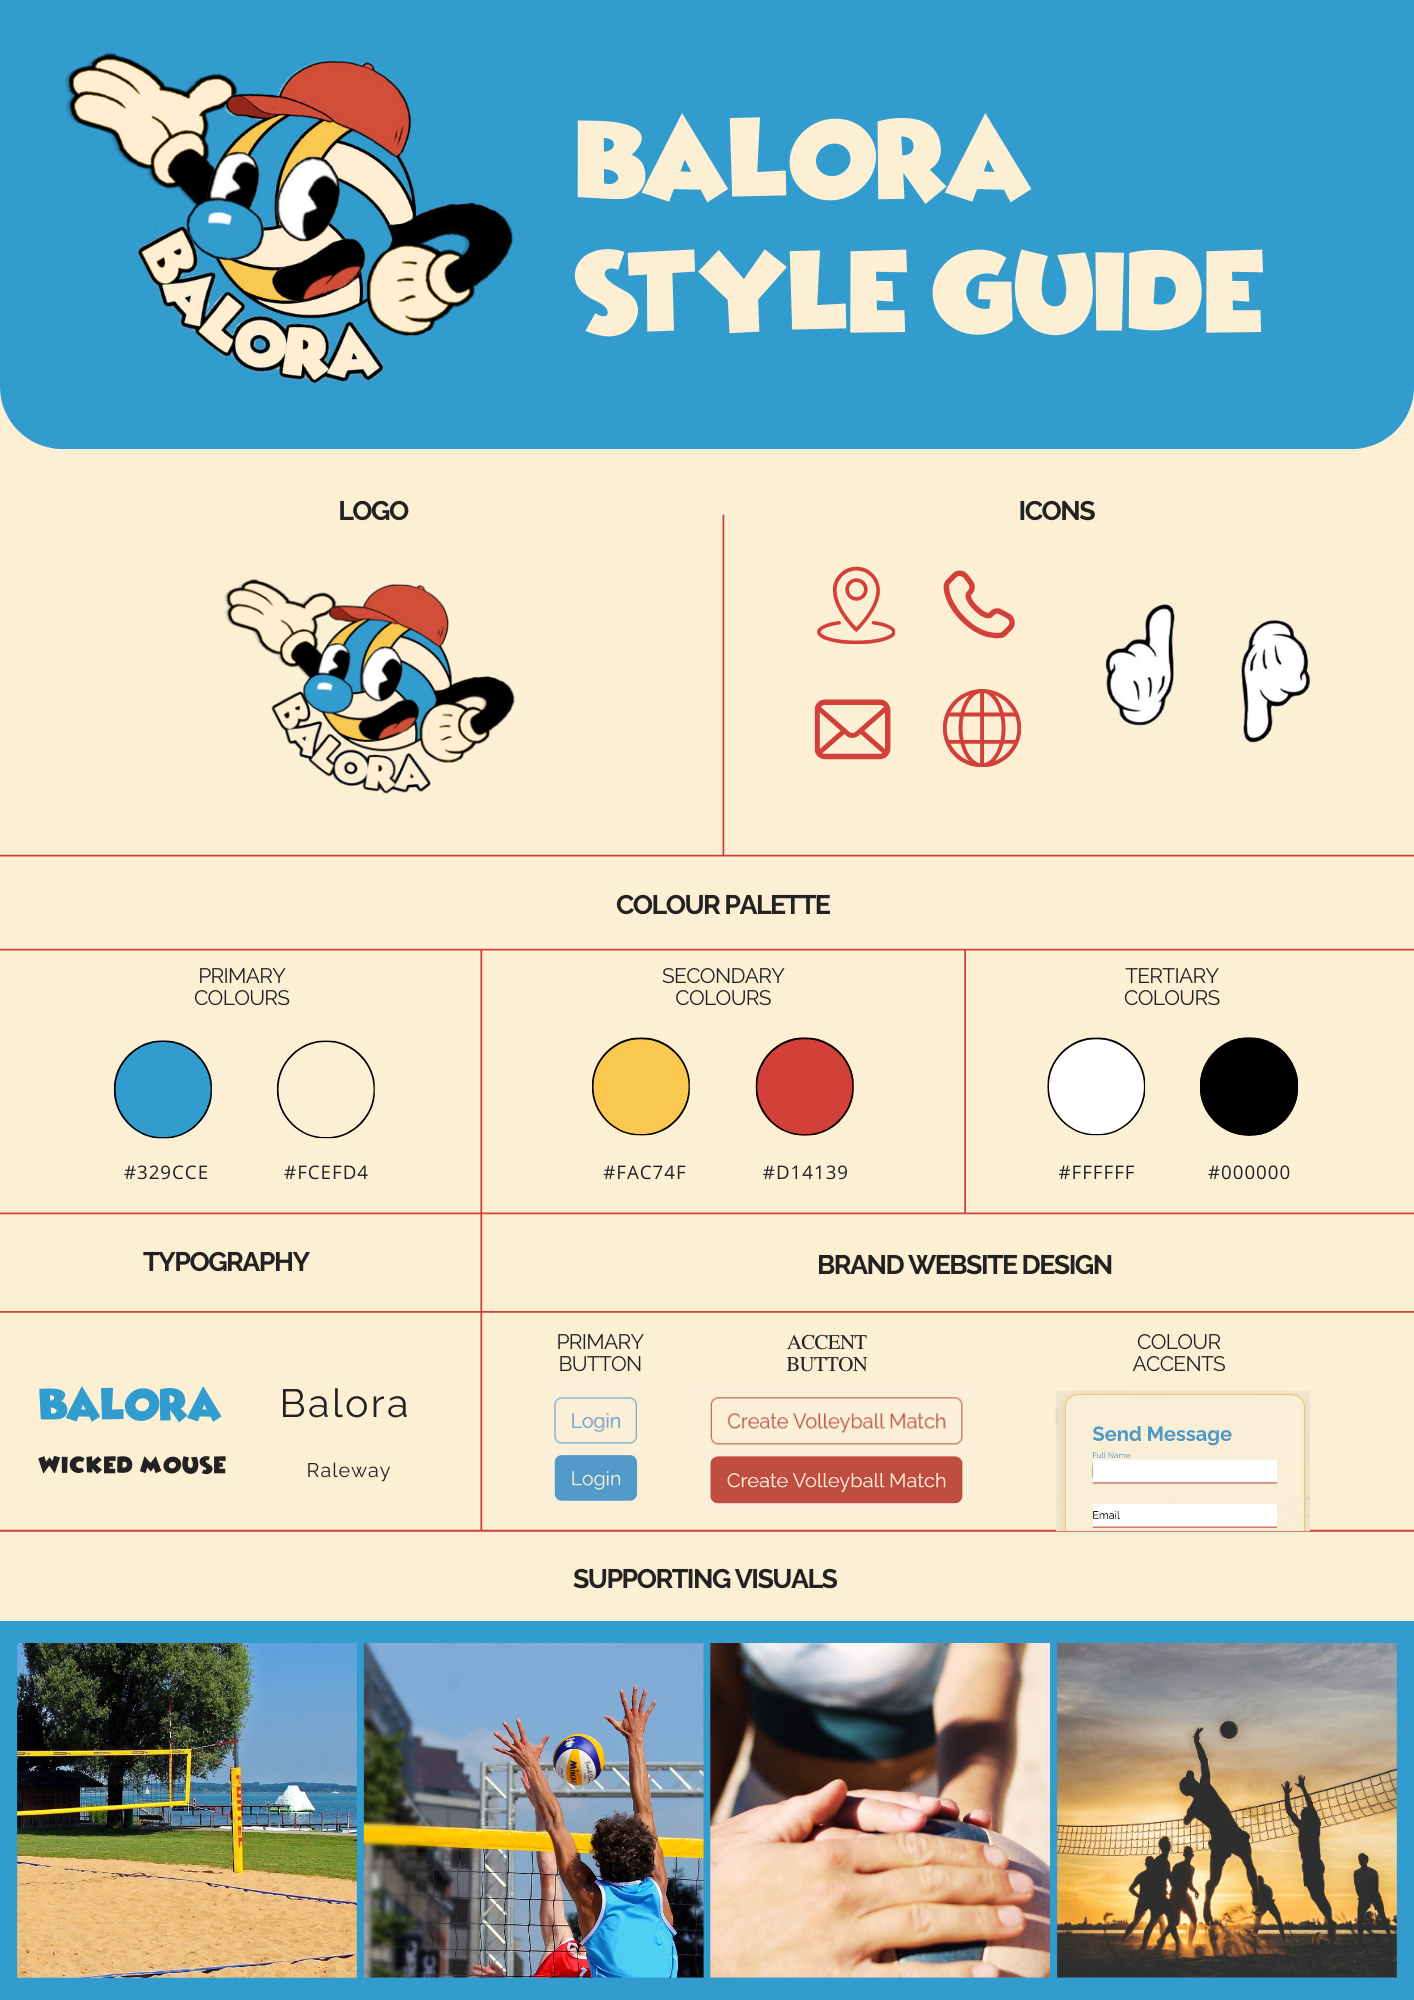 BALORA
BALORA
STYLE GUIDE
LOGO
ICONS
BALORA
COLOUR PALETTE
PRIMARY
COLOURS
SECONDARY
COLOURS
TERTIARY
COLOURS
#329CCE
#FCEFD4
#FAC74F
#D14139
#FFFFFF
#000000
TYPOGRAPHY
BRAND WEBSITE DESIGN
BALORA
Balora
WICKED MOUSE
Raleway
PRIMARY
BUTTON
ACCENT
BUTTON
COLOUR
ACCENTS
Login
Login
Create Volleyball Match
Create Volleyball Match
Send Message
Full Name
Email
SUPPORTING VISUALS